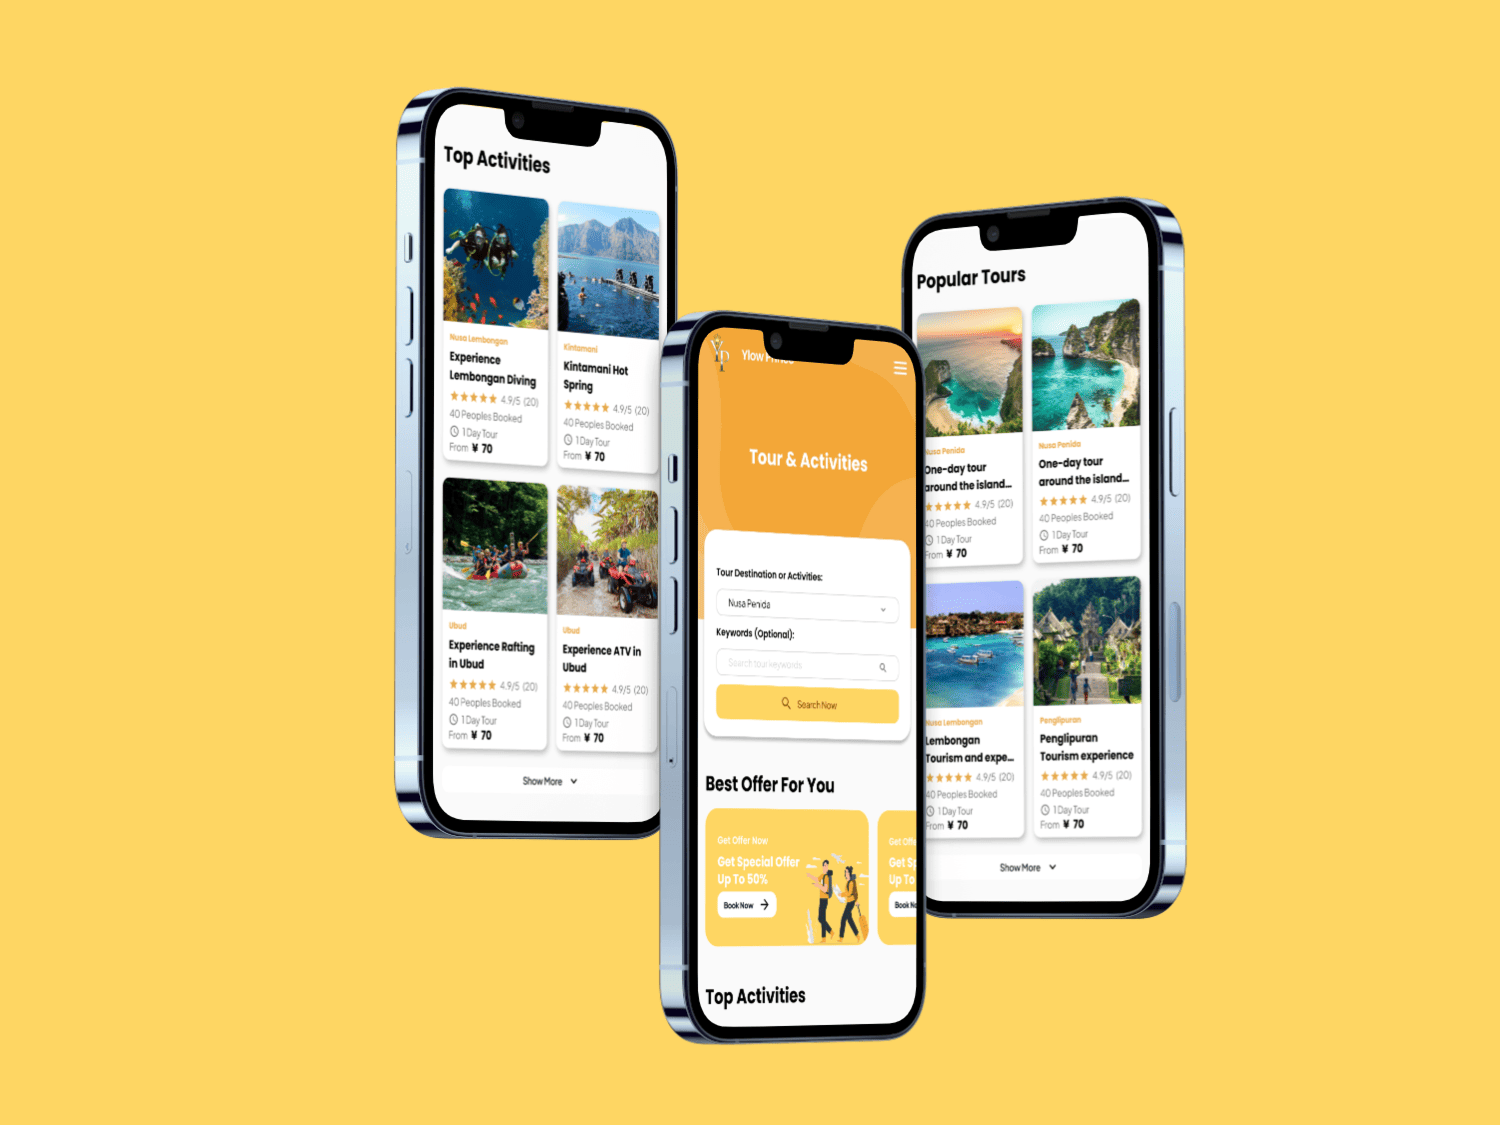 Top Activities
Nusa Lembongan
Experience
Lembongan Diving
4.9/5 (20)
40 Peoples Booked
1 Day Tour
From ¥ 70
Kintamani
Kintamani Hot
Spring
4.9/5 (20)
40 Peoples Booked
1 Day Tour
From ¥ 70
Ubud
Experience Rafting
in Ubud
4.9/5 (20)
40 Peoples Booked
1 Day Tour
From ¥ 70
Ubud
Experience ATV in
Ubud
4.9/5 (20)
40 Peoples Booked
1 Day Tour
From ¥ 70
Show More
YP
Ylow
Tour & Activities
Tour Destination or Activities:
Nusa Penida
Keywords (Optional):
Search tour keywords
Search Now
Best Offer For You
Get Offer Now
Get Special Offer
Up To 50%
Book Now
Get Off
Get Sp
Up To
Book No
Top Activities
Popular Tours
Nusa Penida
One-day tour
around the island...
4.9/5 (20)
40 Peoples Booked
1 Day Tour
From ¥ 70
Nusa Penida
One-day tour
around the island...
4.9/5 (20)
40 Peoples Booked
1 Day Tour
From ¥ 70
Nusa Lembongan
Lembongan
Tourism and expe...
4.9/5 (20)
40 Peoples Booked
1 Day Tour
From ¥ 70
Penglipuran
Penglipuran
Tourism experience
4.9/5 (20)
40 Peoples Booked
1 Day Tour
From ¥ 70
Show More